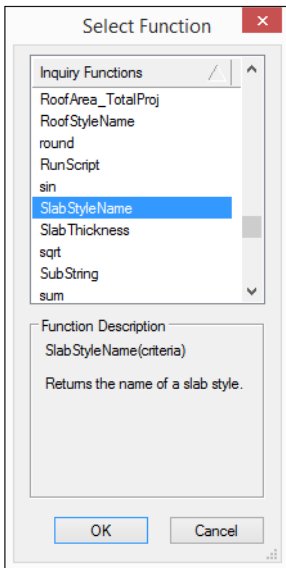 Select Function
Inquiry Functions
RoofArea_TotalProj
RoofStyleName
round
RunScript
sin
SlabStyleName
SlabThickness
sqrt
SubString
sum
Function Description
SlabStyleName(criteria)
Returns the name of a slab style.
OK
Cancel